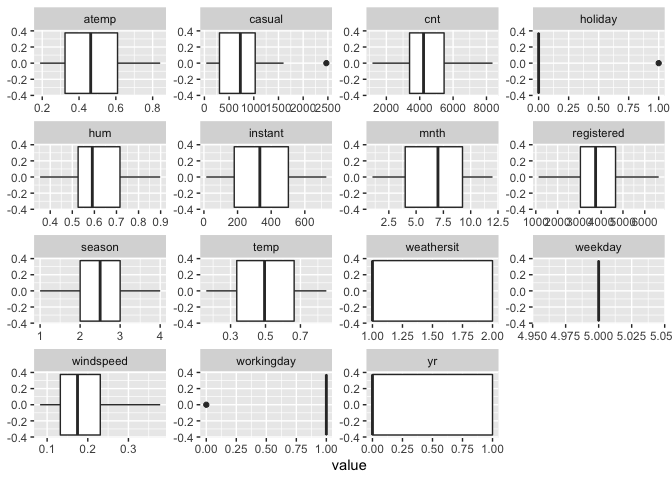 atemp casual cnt holiday
0.4 0.2 0.0 -0.2 -0.4
0.2 0.4 0.6 0.8
0.4 0.2 0.0 -0.2 -0.4
0 500 1000 1500 2000 2500
0.4 0.2 0.0 -0.2 -0.4
2000 4000 6000 8000
0.4 0.2 0.0 -0.2 -0.4
0.00 0.25 0.50 0.75 1.00
hum instant mnth registered
0.4 0.2 0.0 -0.2 -0.4
0.4 0.5 0.6 0.7 0.8 0.9
0.4 0.2 0.0 -0.2 -0.4
0 200 400 600
0.4 0.2 0.0 -0.2 -0.4
2.5 5.0 7.5 10.0 12.5
0.4 0.2 0.0 -0.2 -0.4
1000 2000 3000 4000 5000 6000
season temp weathersit weekday
0.4 0.2 0.0 -0.2 -0.4
1 2 3 4
0.4 0.2 0.0 -0.2 -0.4
0.3 0.5 0.7
0.4 0.2 0.0 -0.2 -0.4
1.00 1.25 1.50 1.75 2.00
0.4 0.2 0.0 -0.2 -0.4
4.950 4.975 5.000 5.025
windspeed workingday yr
0.4 0.2 0.0 -0.2 -0.4
0.1 0.2 0.3
0.4 0.2 0.0 -0.2 -0.4
0.00 0.25 0.50 0.75 1.00
0.4 0.2 0.0 -0.2 -0.4
0.00 0.25 0.50 0.75 1.00
value